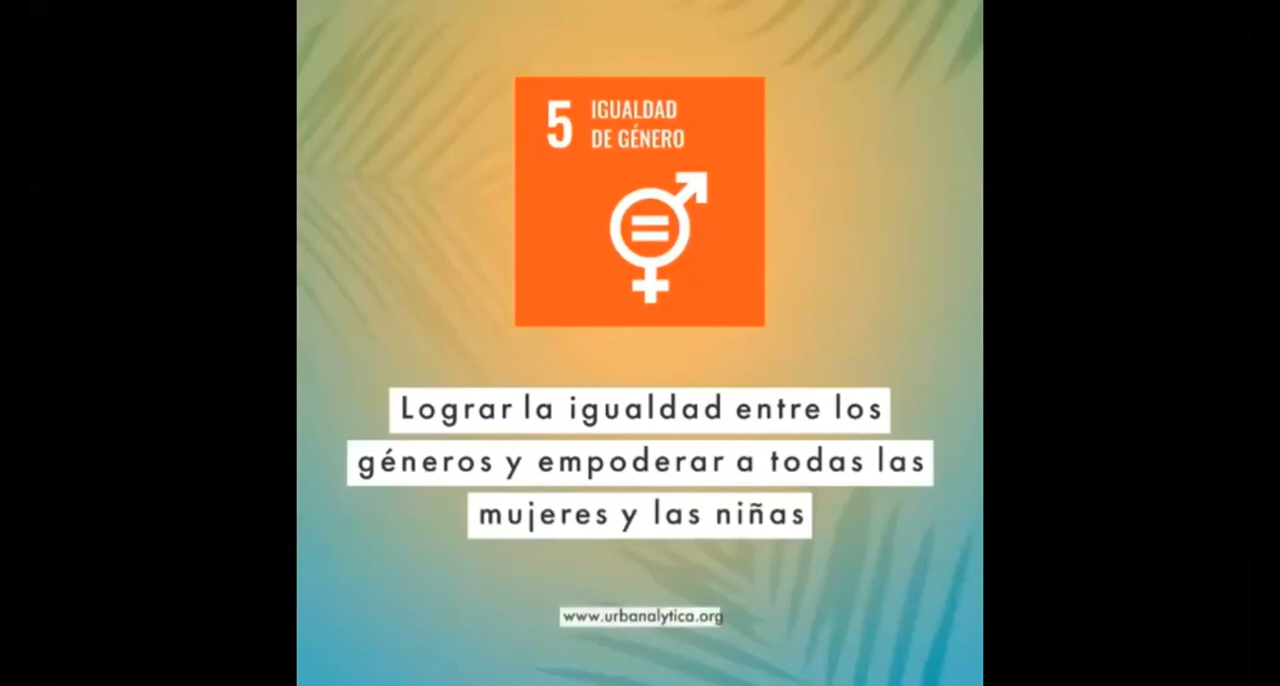 5 IGUALDAD
DE GÉNERO
Lograr la igualdad entre los
géneros y empoderar a todas las
mujeres y las niñas
www.urbanalytica.org